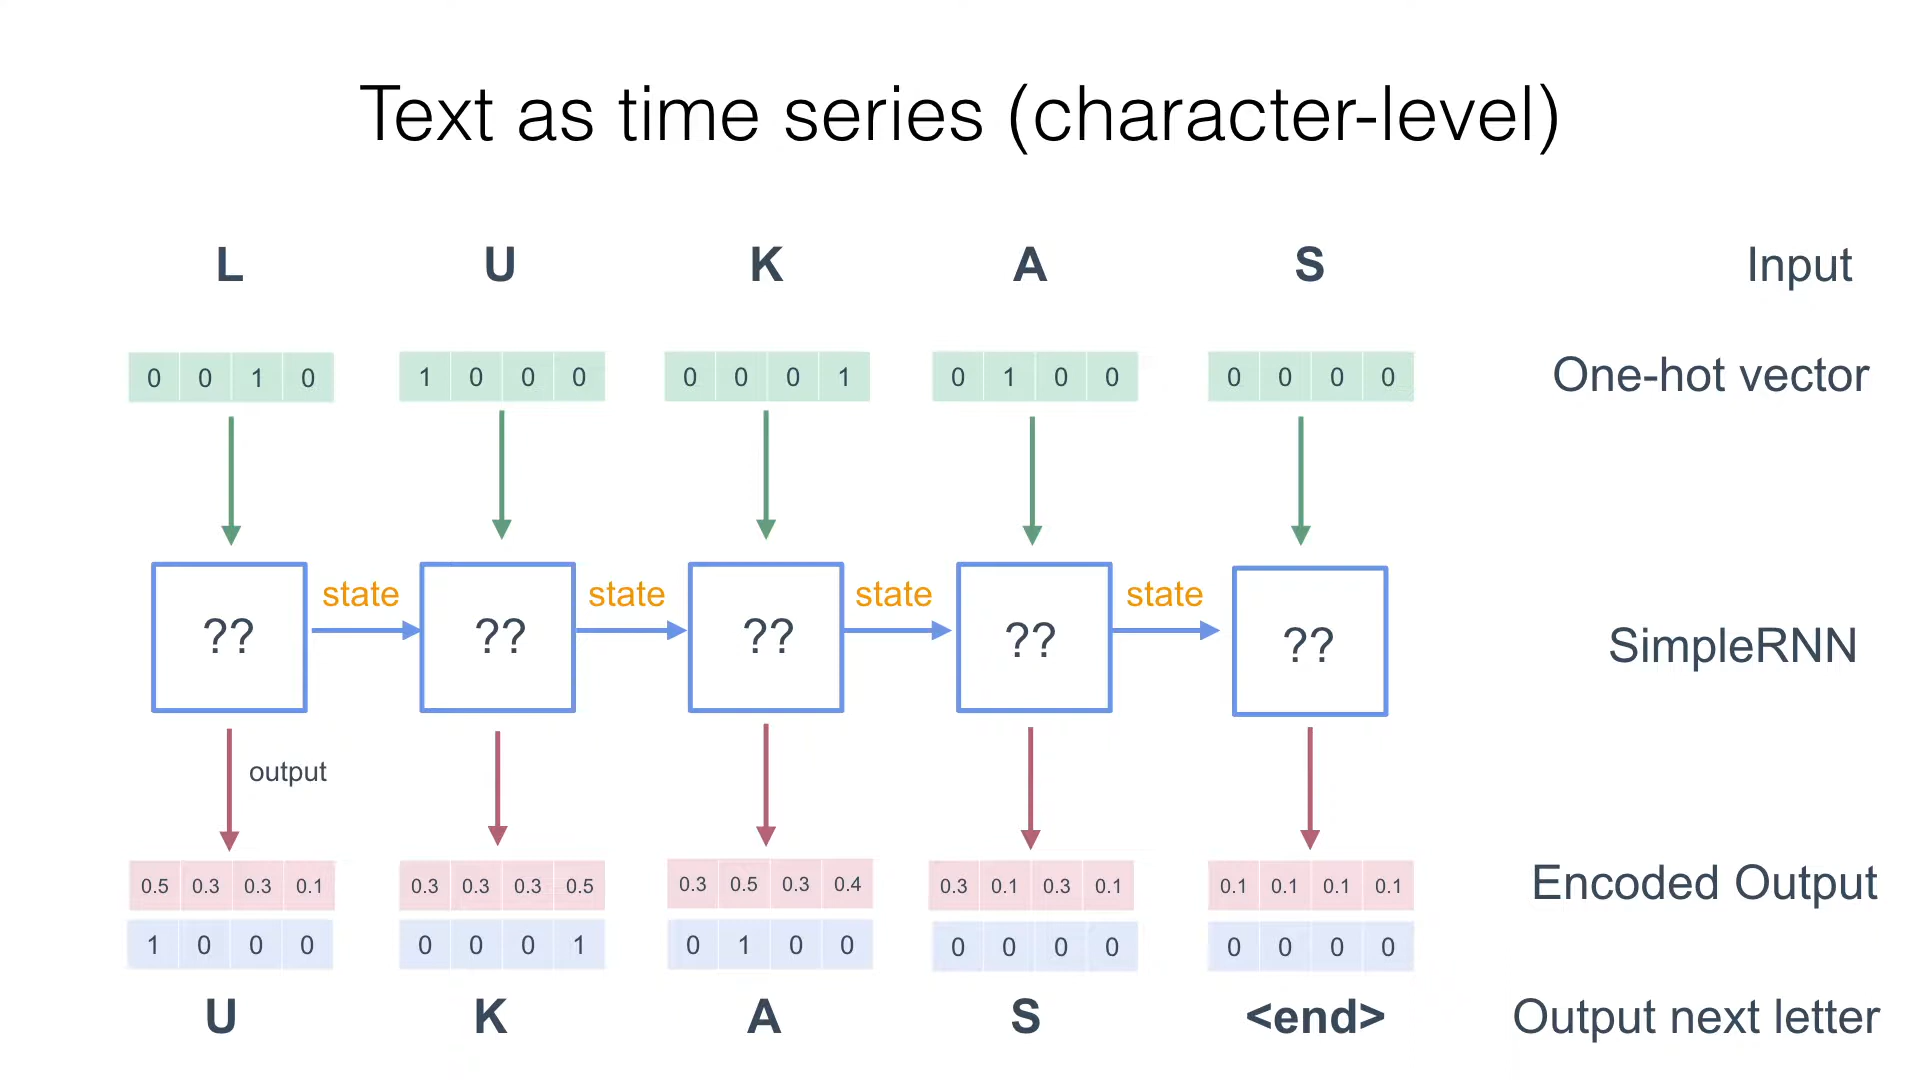 Text as time series (character-level)
L U K A S Input
0 0 1 0 1 0 0 0 0 0 0 1 0 1 0 0 0 0 0 0 One-hot vector
state state state state
?? ?? ?? ?? ?? SimpleRNN
output
0.5 0.3 0.3 0.1 0.3 0.3 0.3 0.5 0.3 0.5 0.3 0.4 0.3 0.1 0.3 0.1 0.1 0.1 0.1 0.1 Encoded Output
1 0 0 0 0 0 0 1 0 1 0 0 0 0 0 0 0 0 0 0
U K A S <end> Output next letter